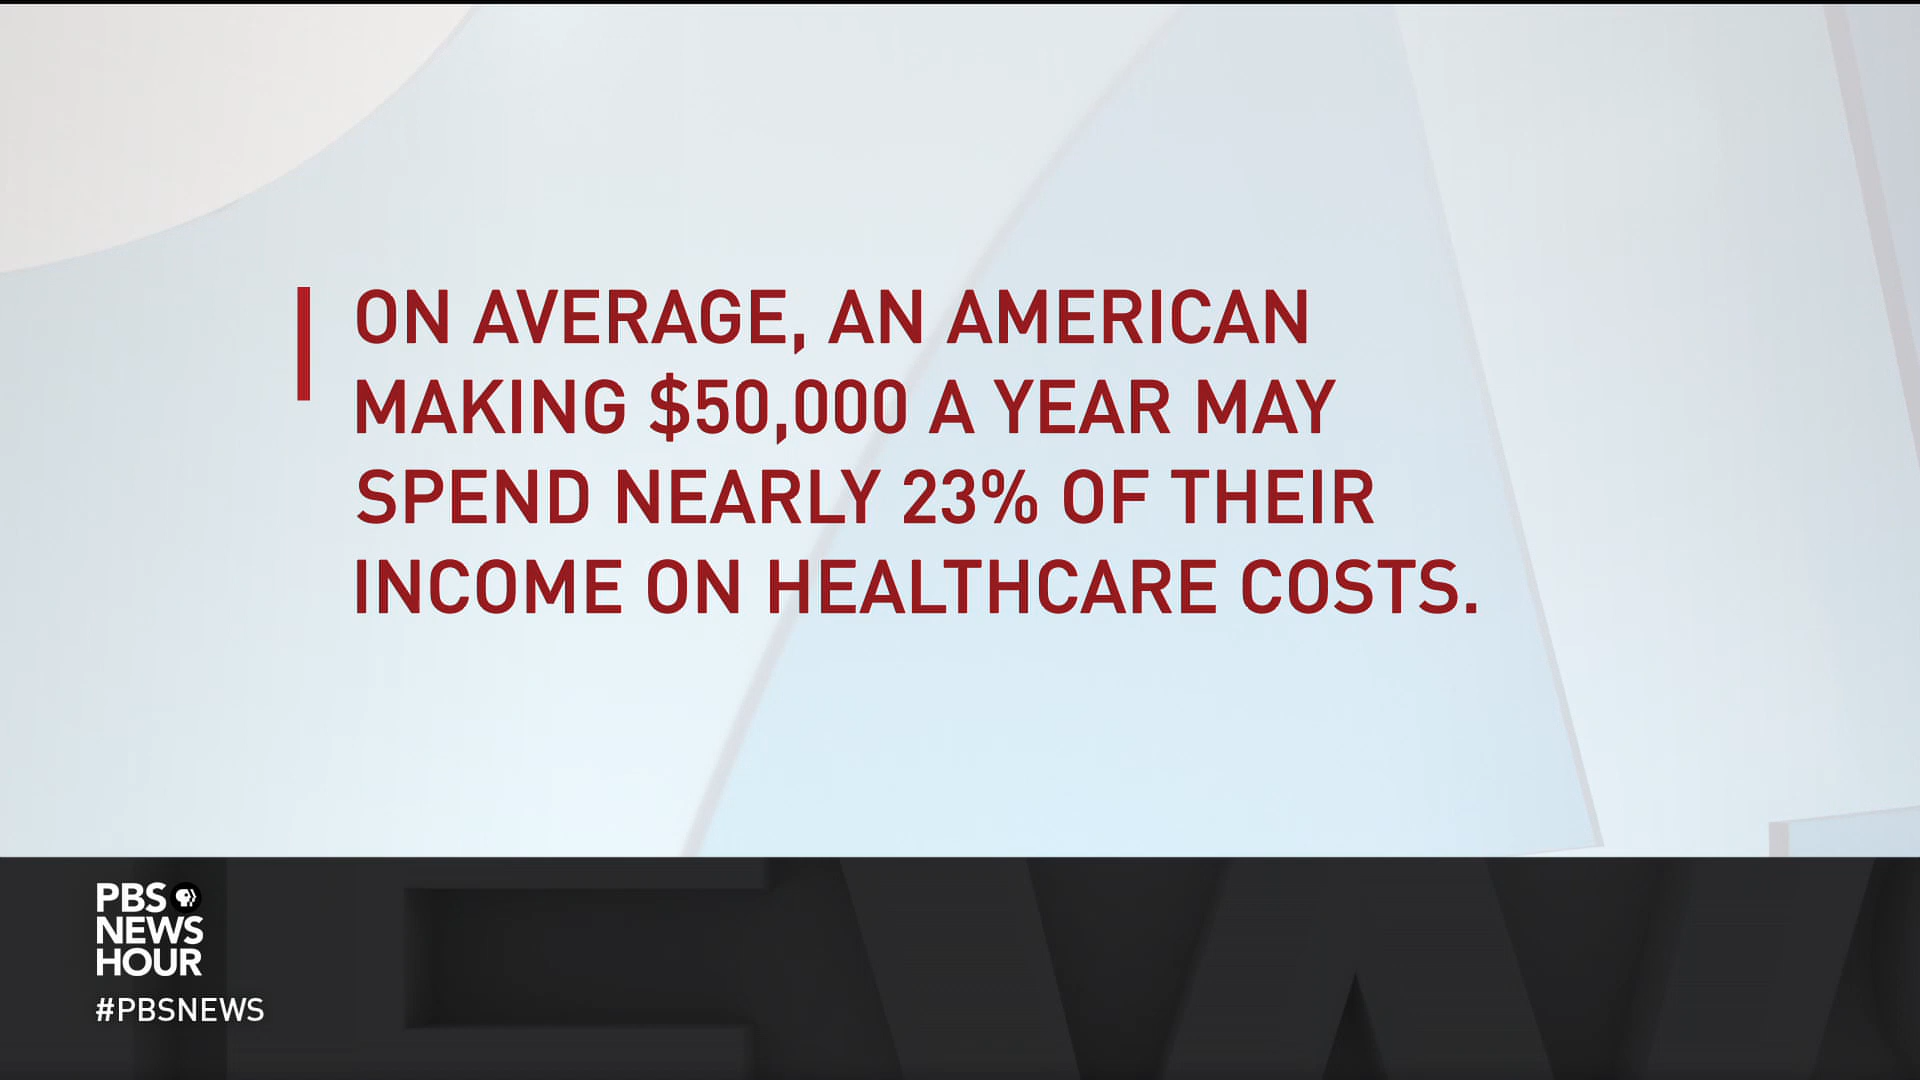 ON AVERAGE, AN AMERICAN
MAKING $50,000 A YEAR MAY
SPEND NEARLY 23% OF THEIR
INCOME ON HEALTHCARE COSTS.
PBS
NEWS
HOUR
#PBSNEWS